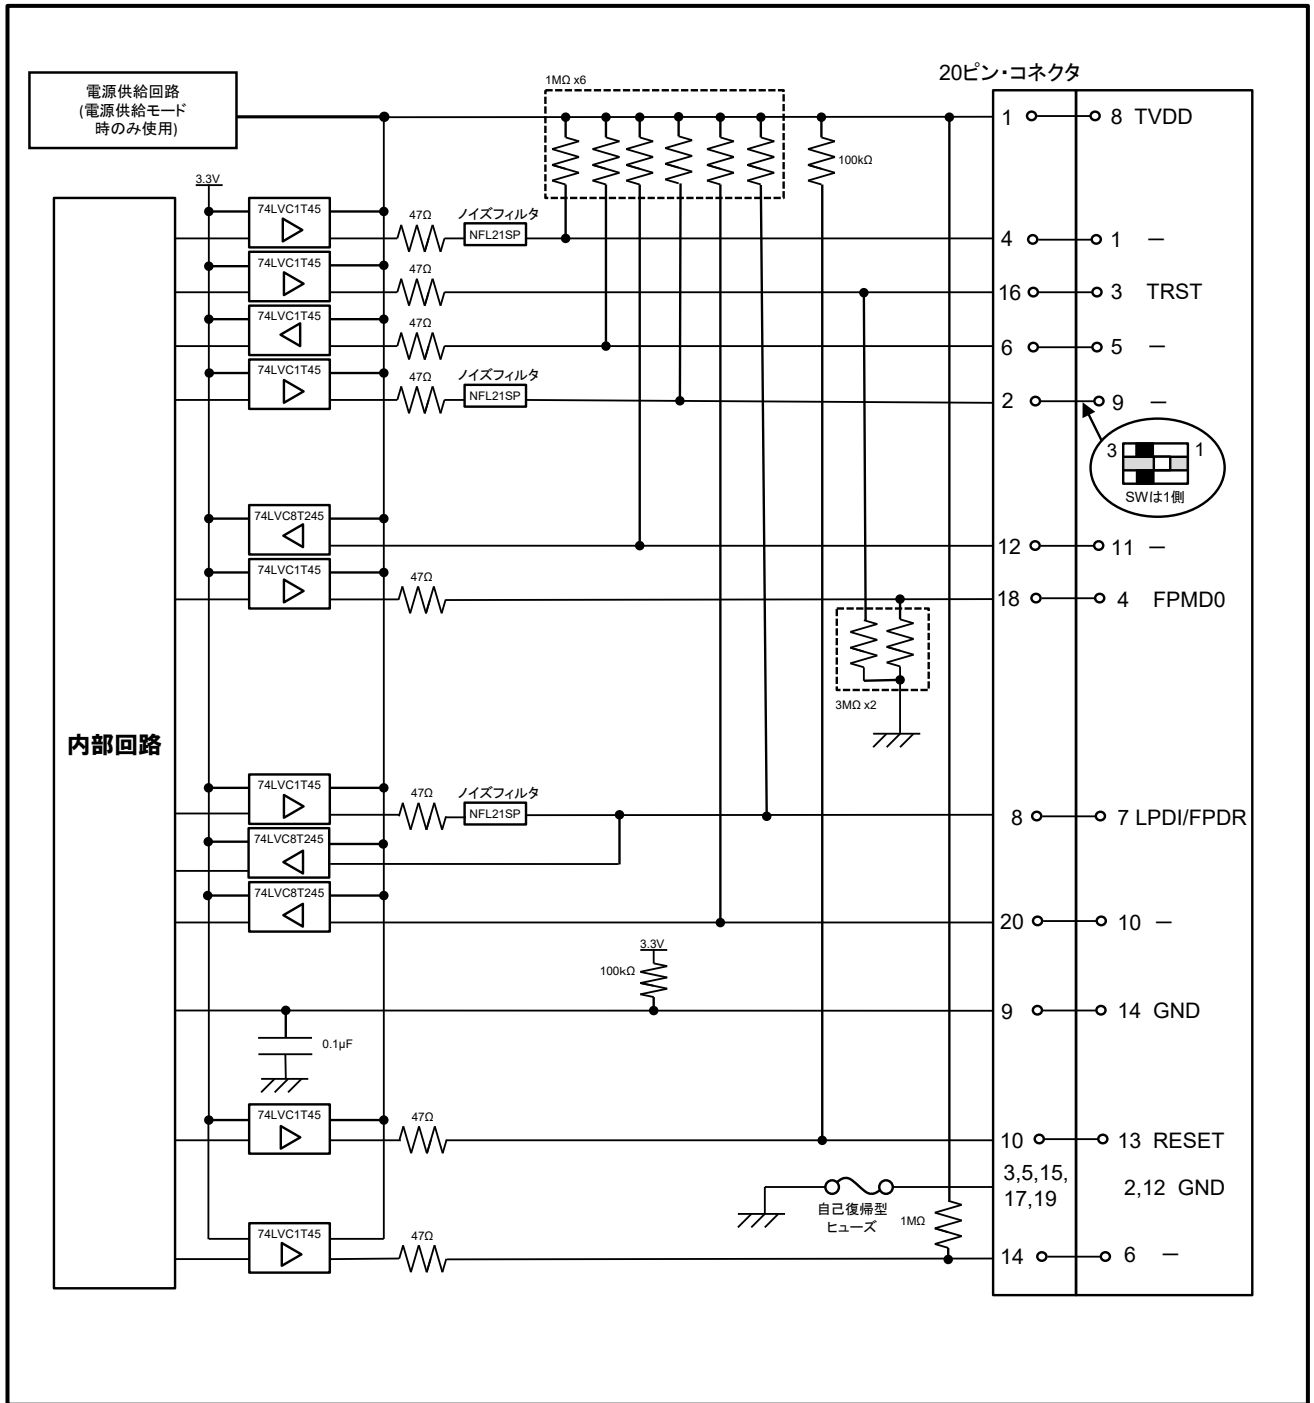 20ピン・コネクタ
電源供給回路
(電源供給モード
時のみ使用)
1MΩ x6
1 8 TVDD
100kΩ
3.3V
74LVC1T45
47Ω
ノイズフィルタ
NFL21SP
4 1 －
74LVC1T45
47Ω
16 3 TRST
74LVC1T45
47Ω
6 5 －
74LVC1T45
47Ω
ノイズフィルタ
NFL21SP
2 9 －
3 1
SWは1側
74LVC8T245
12 11 －
74LVC1T45
47Ω
18 4 FPMD0
3MΩ x2
内部回路
74LVC1T45
47Ω
ノイズフィルタ
NFL21SP
8 7 LPDI/FPDR
74LVC8T245
74LVC8T245
20 10 －
3.3V
100kΩ
9 14 GND
0.1µF
74LVC1T45
47Ω
10 13 RESET
3,5,15,
17,19
2,12 GND
自己復帰型
ヒューズ
1MΩ
74LVC1T45
47Ω
14 6 －